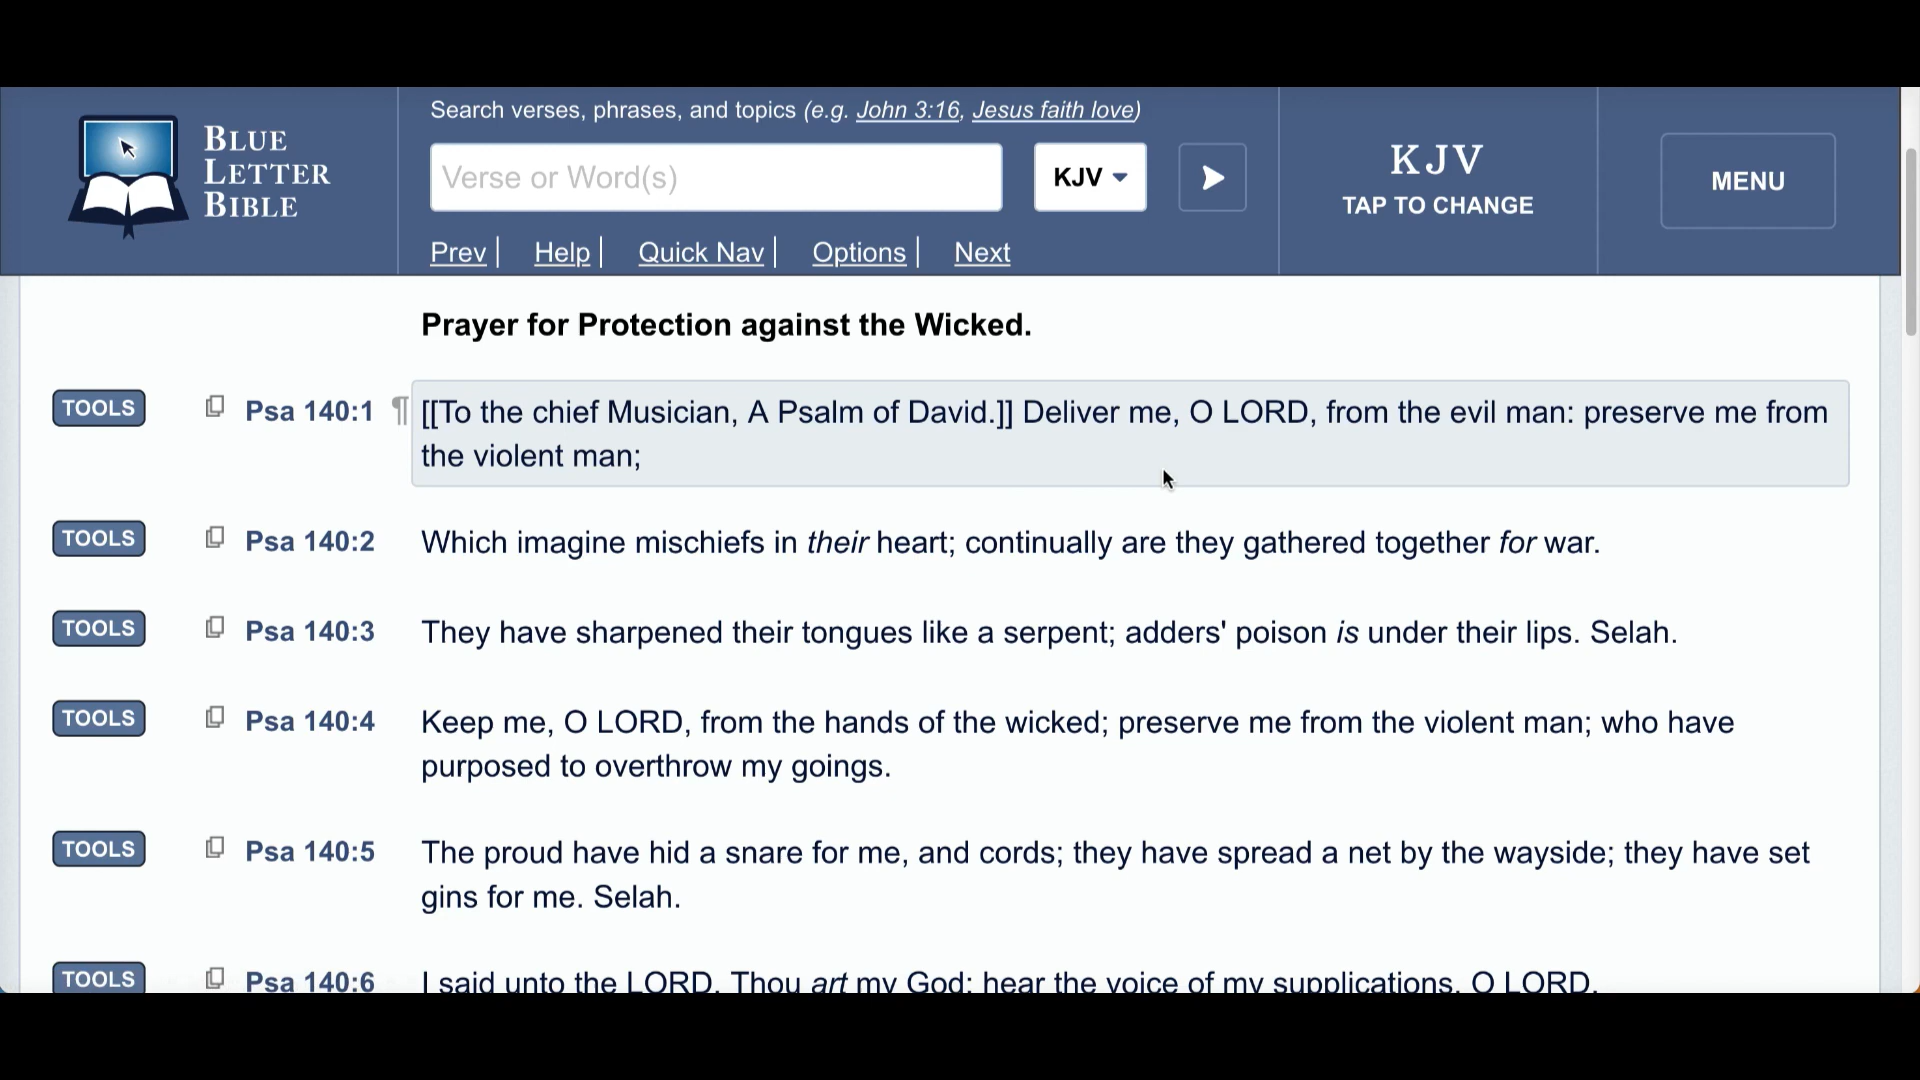 Search verses, phrases, and topics (e.g. John 3:16, Jesus faith love)
BLUE
LETTER
BIBLE
Verse or Word(s)
KJV
KJV
TAP TO CHANGE
MENU
Prev | Help | Quick Nav | Options | Next
Prayer for Protection against the Wicked.
TOOLS Psa 140:1 ¶ [[To the chief Musician, A Psalm of David.]] Deliver me, O LORD, from the evil man: preserve me from
the violent man;
TOOLS Psa 140:2 Which imagine mischiefs in their heart; continually are they gathered together for war.
TOOLS Psa 140:3 They have sharpened their tongues like a serpent; adders' poison is under their lips. Selah.
TOOLS Psa 140:4 Keep me, O LORD, from the hands of the wicked; preserve me from the violent man; who have
purposed to overthrow my goings.
TOOLS Psa 140:5 The proud have hid a snare for me, and cords; they have spread a net by the wayside; they have set
gins for me. Selah.
TOOLS Psa 140:6 I said unto the LORD, Thou art my God: hear the voice of my supplications, O LORD.